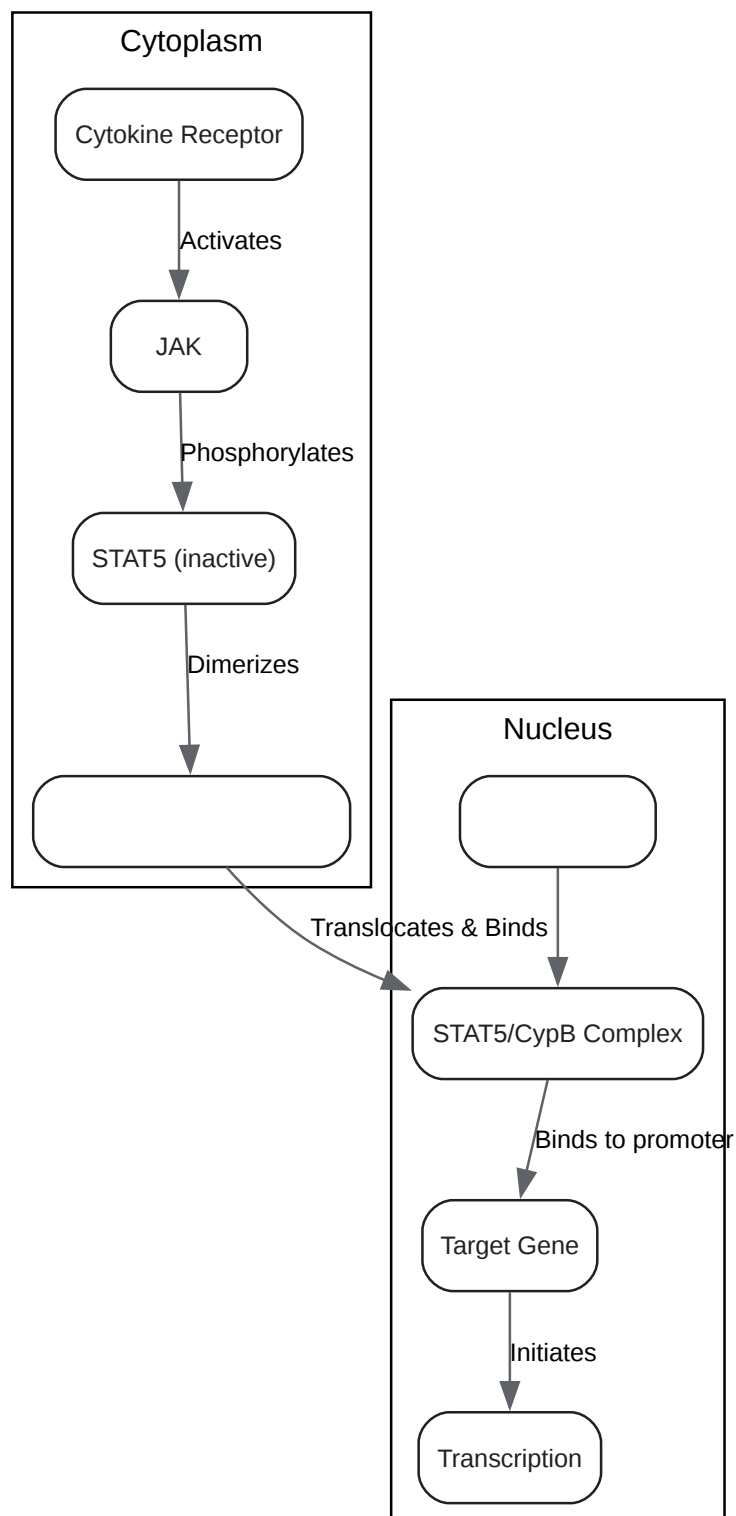 Cytoplasm
Cytokine Receptor
Activates
JAK
Phosphorylates
STAT5 (inactive)
Dimerizes
Nucleus
Translocates & Binds
STAT5/CypB Complex
Binds to promoter
Target Gene
Initiates
Transcription